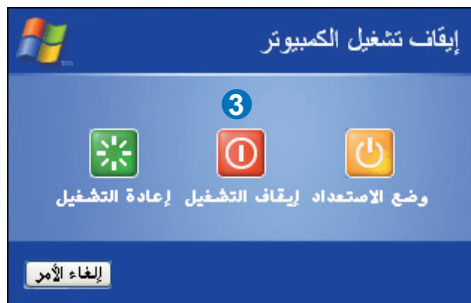 إيقاف تشغيل الكمبيوتر
3
وضع الاستعداد إيقاف التشغيل إعادة التشغيل
إلغاء الأمر